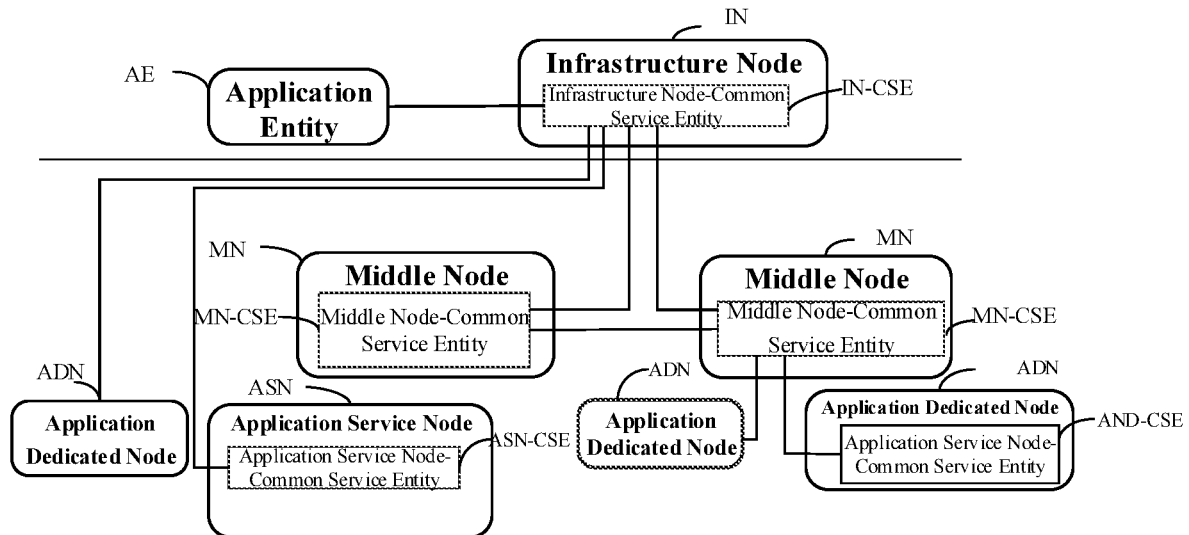 IN
AE
Infrastructure Node
Application
Entity
Infrastructure Node-Common
Service Entity
IN-CSE
MN
MN
Middle Node
Middle Node
MN-CSE
Middle Node-Common
Service Entity
Middle Node-Common
Service Entity
MN-CSE
ADN
ASN
ADN
ADN
Application
Dedicated Node
Application Service Node
ASN-CSE
Application Service Node-
Common Service Entity
Application
Dedicated Node
Application Dedicated Node
AND-CSE
Application Service Node-
Common Service Entity